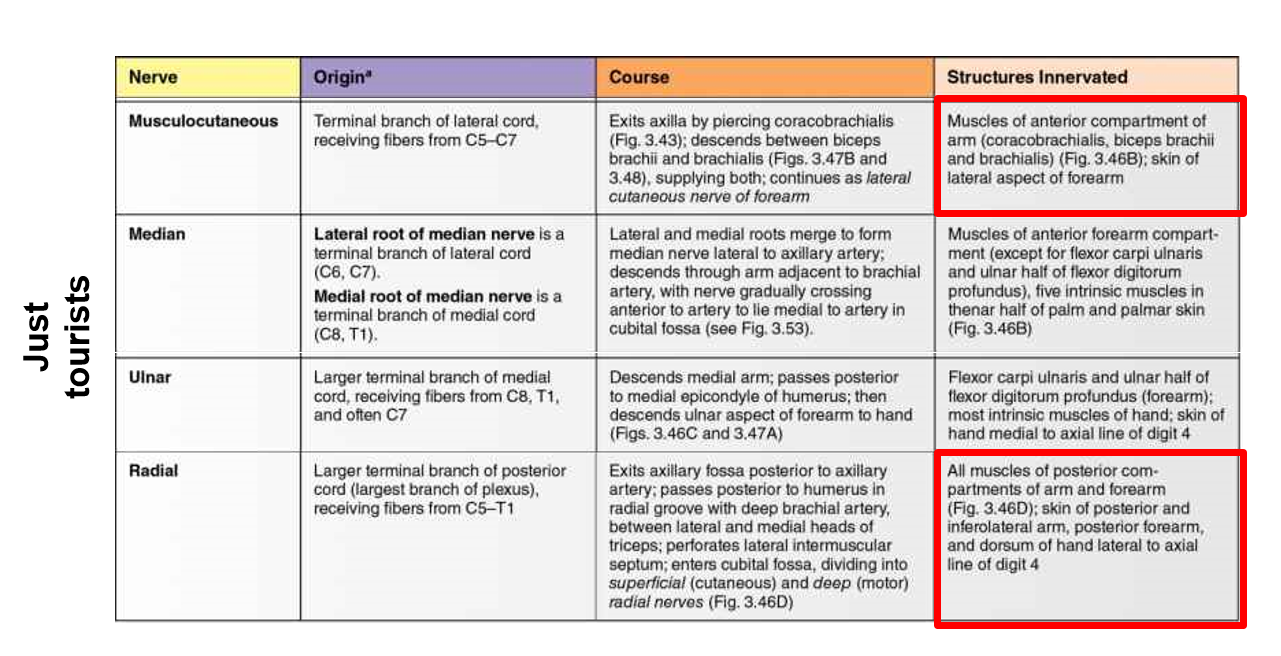 Just
tourists
Nerve
Originᵃ
Course
Structures Innervated
Musculocutaneous
Terminal branch of lateral cord,
receiving fibers from C5–C7
Exits axilla by piercing coracobrachialis
(Fig. 3.43); descends between biceps
brachii and brachialis (Figs. 3.47B and
3.48), supplying both; continues as lateral
cutaneous nerve of forearm
Muscles of anterior compartment of
arm (coracobrachialis, biceps brachii
and brachialis) (Fig. 3.46B); skin of
lateral aspect of forearm
Median
Lateral root of median nerve is a
terminal branch of lateral cord
(C6, C7).
Medial root of median nerve is a
terminal branch of medial cord
(C8, T1).
Lateral and medial roots merge to form
median nerve lateral to axillary artery;
descends through arm adjacent to brachial
artery, with nerve gradually crossing
anterior to artery to lie medial to artery in
cubital fossa (see Fig. 3.53).
Muscles of anterior forearm compart-
ment (except for flexor carpi ulnaris
and ulnar half of flexor digitorum
profundus), five intrinsic muscles in
thenar half of palm and palmar skin
(Fig. 3.46B)
Ulnar
Larger terminal branch of medial
cord, receiving fibers from C8, T1,
and often C7
Descends medial arm; passes posterior
to medial epicondyle of humerus; then
descends ulnar aspect of forearm to hand
(Figs. 3.46C and 3.47A)
Flexor carpi ulnaris and ulnar half of
flexor digitorum profundus (forearm);
most intrinsic muscles of hand; skin of
hand medial to axial line of digit 4
Radial
Larger terminal branch of posterior
cord (largest branch of plexus),
receiving fibers from C5–T1
Exits axillary fossa posterior to axillary
artery; passes posterior to humerus in
radial groove with deep brachial artery,
between lateral and medial heads of
triceps; perforates lateral intermuscular
septum; enters cubital fossa, dividing into
superficial (cutaneous) and deep (motor)
radial nerves (Fig. 3.46D)
All muscles of posterior com-
partments of arm and forearm
(Fig. 3.46D); skin of posterior and
inferolateral arm, posterior forearm,
and dorsum of hand lateral to axial
line of digit 4